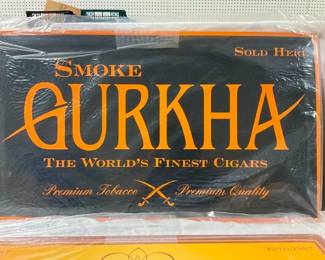 SOLD HERE
SMOKE
GURKHA
THE WORLD'S FINEST CIGARS
Premium Tobacco Premium Quality